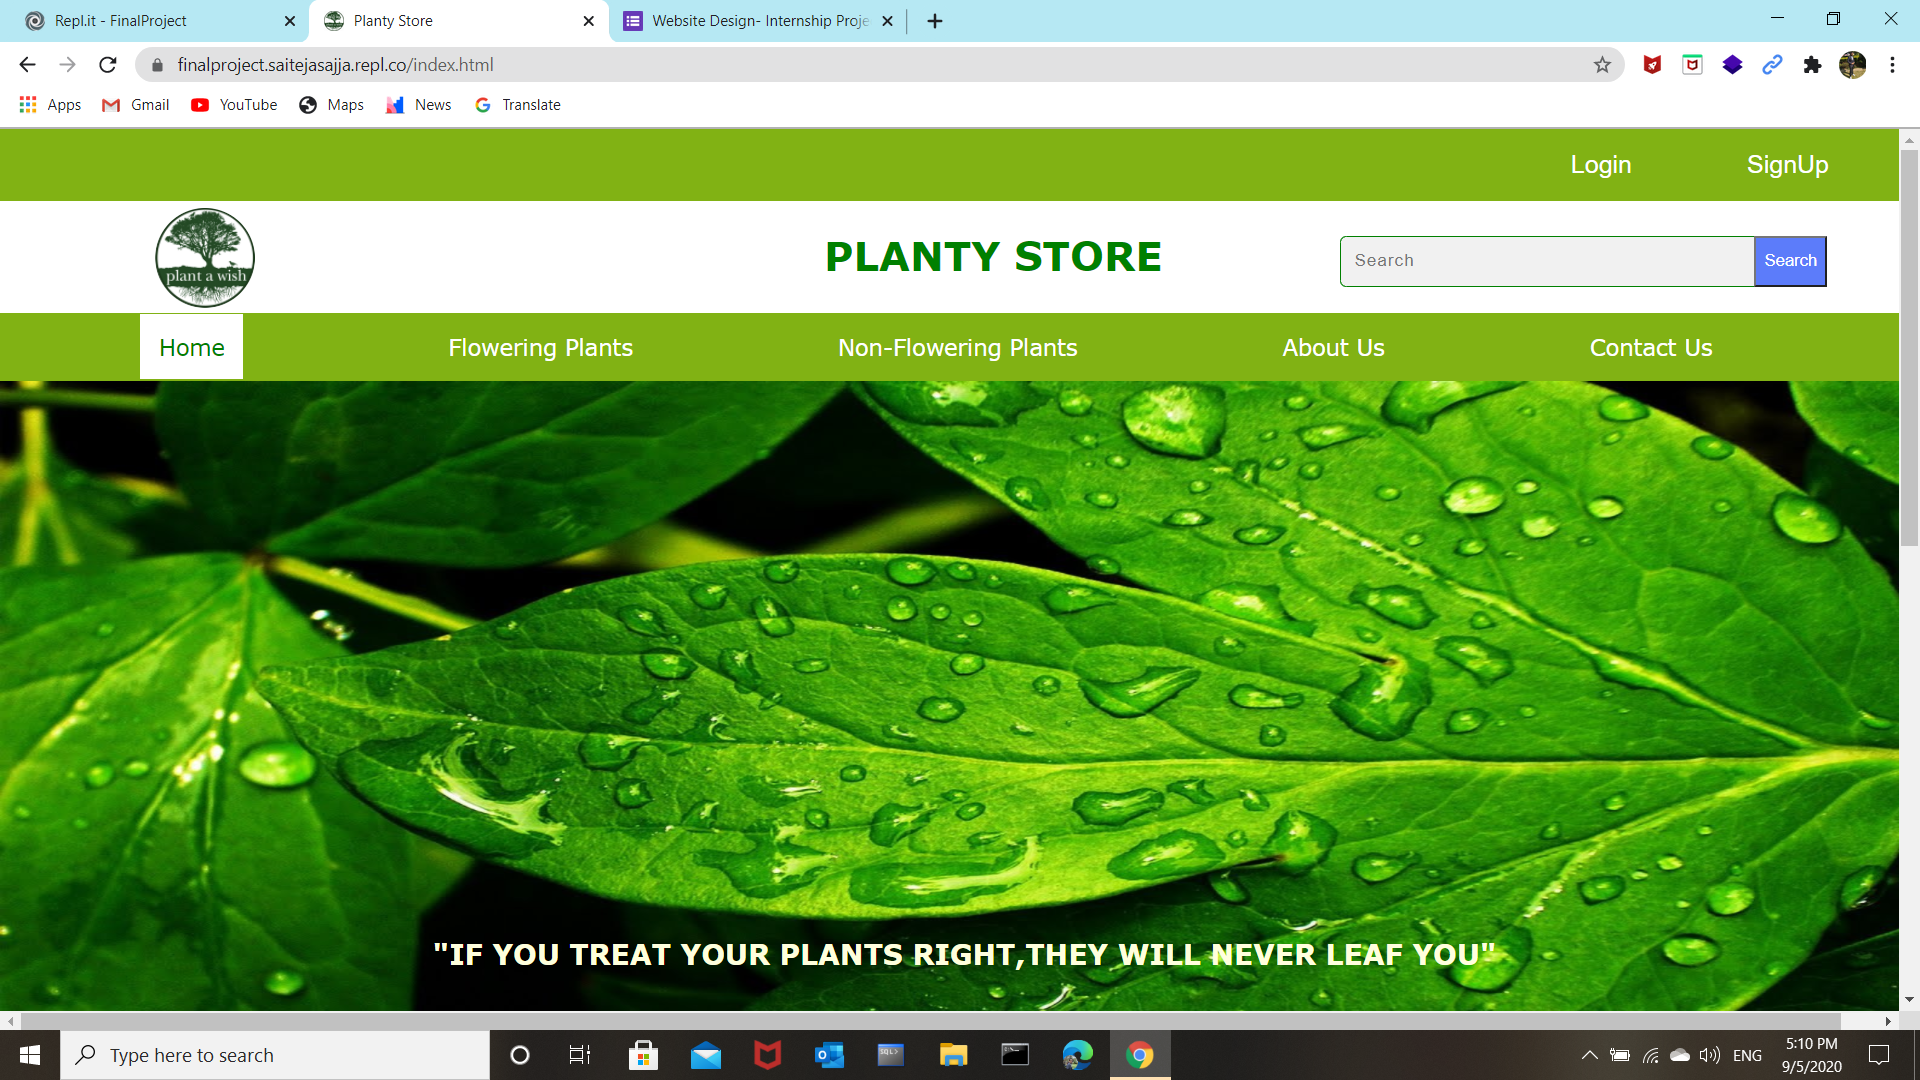 Repl.it - FinalProject
Planty Store
Website Design- Internship Proje
finalproject.saitejasajja.repl.co/index.html
Apps
Gmail
YouTube
Maps
News
Translate
Login
SignUp
plant a wish
PLANTY STORE
Search
Search
Home
Flowering Plants
Non-Flowering Plants
About Us
Contact Us
"IF YOU TREAT YOUR PLANTS RIGHT,THEY WILL NEVER LEAF YOU"
Type here to search
SQL>
ENG
5:10 PM
9/5/2020